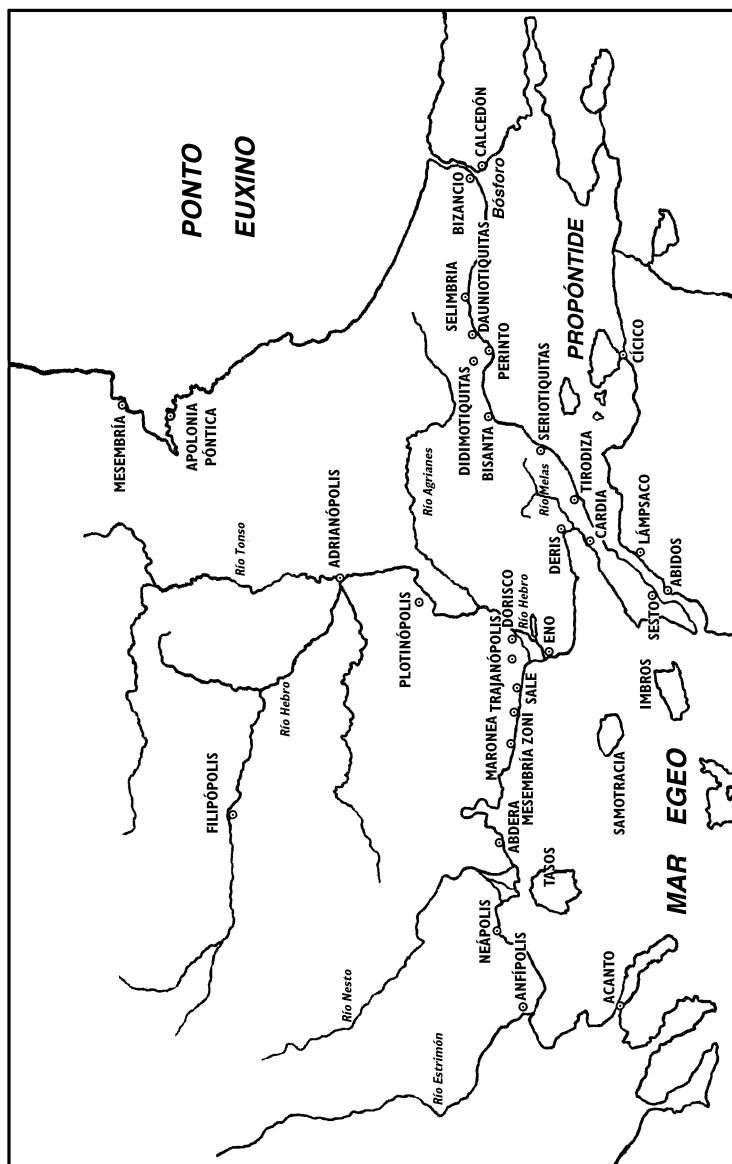 PONTO
EUXINO
MESEMBRÍA
APOLONIA
PÓNTICA
CALCEDÓN
BIZANCIO
Bósforo
SELIMBRIA
DAUNIOTIQUITAS
PERINTO
DIDIMOTIQUITAS
BISANTA
PROPÓNTIDE
CÍCICO
SERIOTIQUITAS
TIRODIZA
Río Melas
CARDIA
DERIS
LÁMPSACO
ABIDOS
SESTO
Río Agrianes
Río Tonso
ADRIANÓPOLIS
PLOTINÓPOLIS
DORISCO
Río Hebro
ENO
TRAJANÓPOLIS
SALE
ZONI
MARONEA
MESEMBRÍA
Río Hebro
FILIPÓPOLIS
IMBROS
SAMOTRACIA
MAR EGEO
ABDERA
TASOS
NEÁPOLIS
ANFÍPOLIS
ACANTO
Río Nesto
Río Estrimón